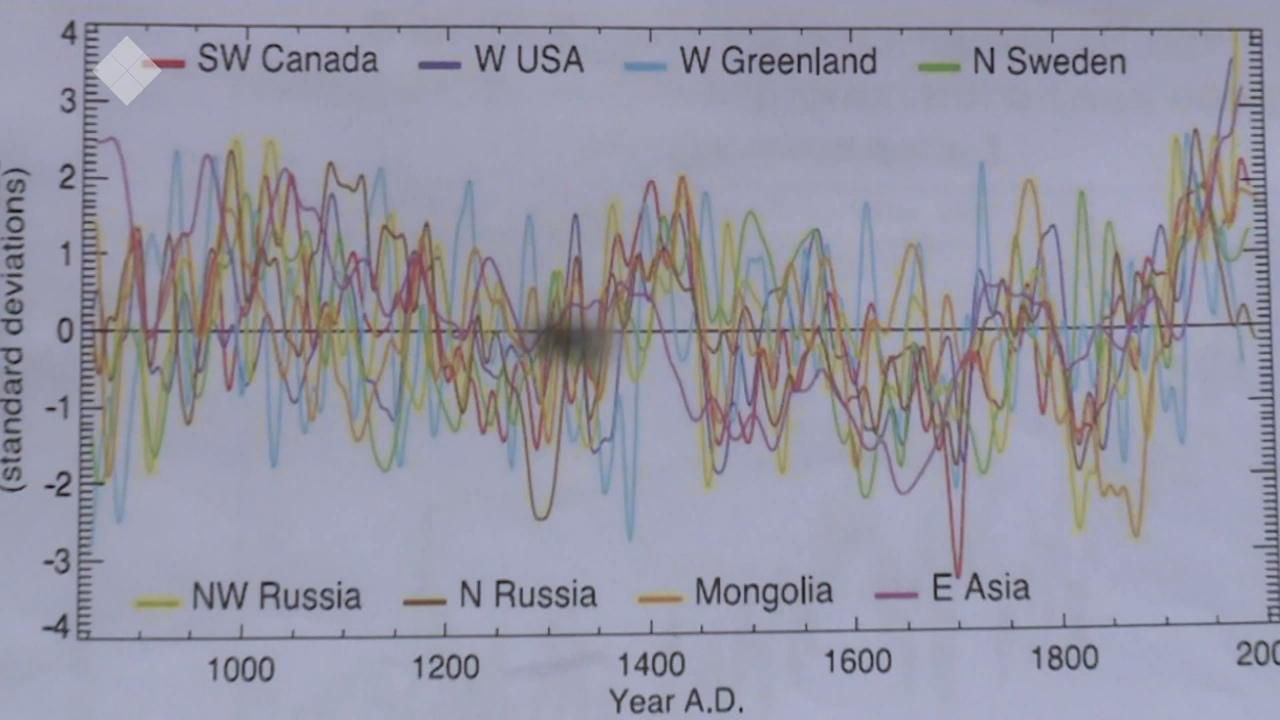 SW Canada W USA W Greenland N Sweden
4
3
2
1
0
-1
-2
-3
-4
(standard deviations)
NW Russia N Russia Mongolia E Asia
1000 1200 1400 1600 1800
Year A.D.